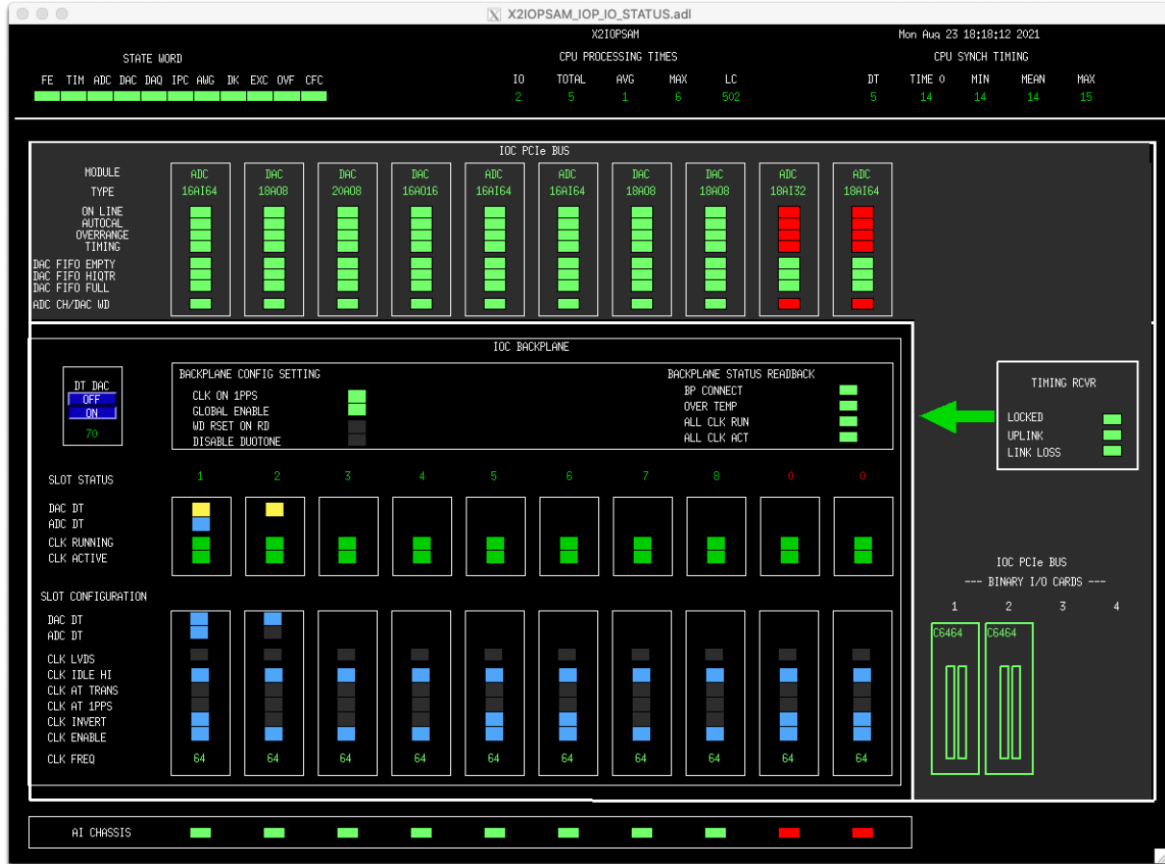 X2IOPSAM_IOP_IO_STATUS.adl
X2IOPSAM Mon Aug 23 18:18:12 2021
STATE WORD CPU PROCESSING TIMES CPU SYNCH TIMING
FE TIM ADC DAC DAQ IPC AWG DK EXC OVF CFC IO TOTAL AVG MAX LC DT TIME 0 MIN MEAN MAX
2 5 1 6 502 5 14 14 14 15
IOC PCIe BUS
MODULE ADC DAC DAC DAC ADC ADC DAC DAC ADC ADC
TYPE 16AI64 18AO8 20AO8 16AO16 16AI64 16AI64 18AO8 18AO8 18AI32 18AI64
ON LINE
AUTOCAL
OVERRANGE
TIMING
DAC FIFO EMPTY
DAC FIFO HIQTR
DAC FIFO FULL
ADC CH/DAC WD
IOC BACKPLANE
DT DAC
OFF
ON
70
BACKPLANE CONFIG SETTING
CLK ON 1PPS
GLOBAL ENABLE
WD RSET ON RD
DISABLE DUOTONE
BACKPLANE STATUS READBACK
BP CONNECT
OVER TEMP
ALL CLK RUN
ALL CLK ACT
TIMING RCVR
LOCKED
UPLINK
LINK LOSS
SLOT STATUS 1 2 3 4 5 6 7 8 0 0
DAC DT
ADC DT
CLK RUNNING
CLK ACTIVE
SLOT CONFIGURATION
DAC DT
ADC DT
CLK LVDS
CLK IDLE HI
CLK AT TRANS
CLK AT 1PPS
CLK INVERT
CLK ENABLE
CLK FREQ 64 64 64 64 64 64 64 64 64 64
IOC PCIe BUS
--- BINARY I/O CARDS ---
1 2 3 4
C6464 C6464
AI CHASSIS